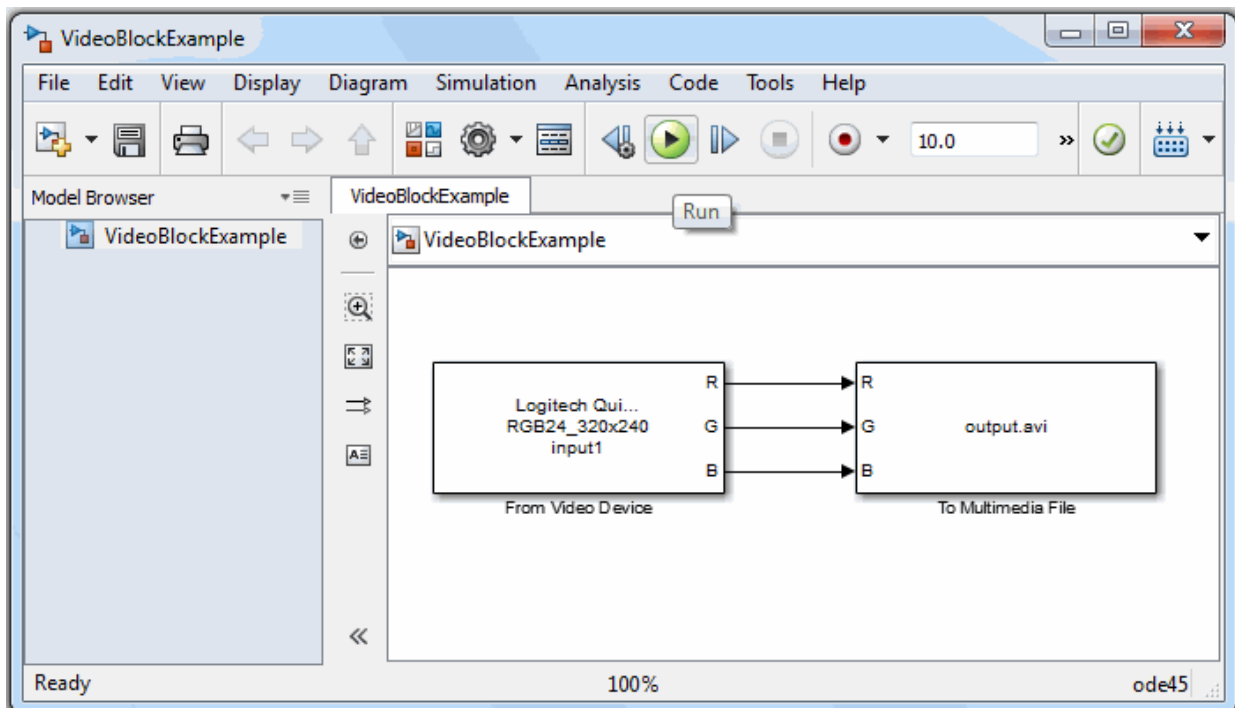 VideoBlockExample
File Edit View Display Diagram Simulation Analysis Code Tools Help
10.0
Model Browser
VideoBlockExample
Run
VideoBlockExample
VideoBlockExample
R
R
Logitech Qui...
RGB24_320x240
input1
G
G
output.avi
B
B
From Video Device
To Multimedia File
Ready
100%
ode45